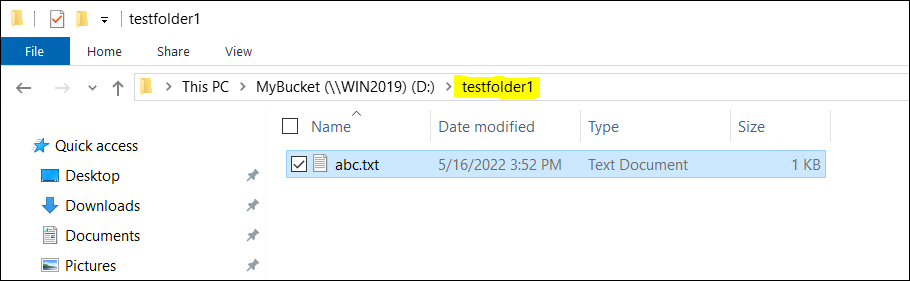 testfolder1
File Home Share View
This PC > MyBucket (\\WIN2019) (D:) > testfolder1
Name Date modified Type Size
Quick access
abc.txt 5/16/2022 3:52 PM Text Document 1 KB
Desktop
Downloads
Documents
Pictures